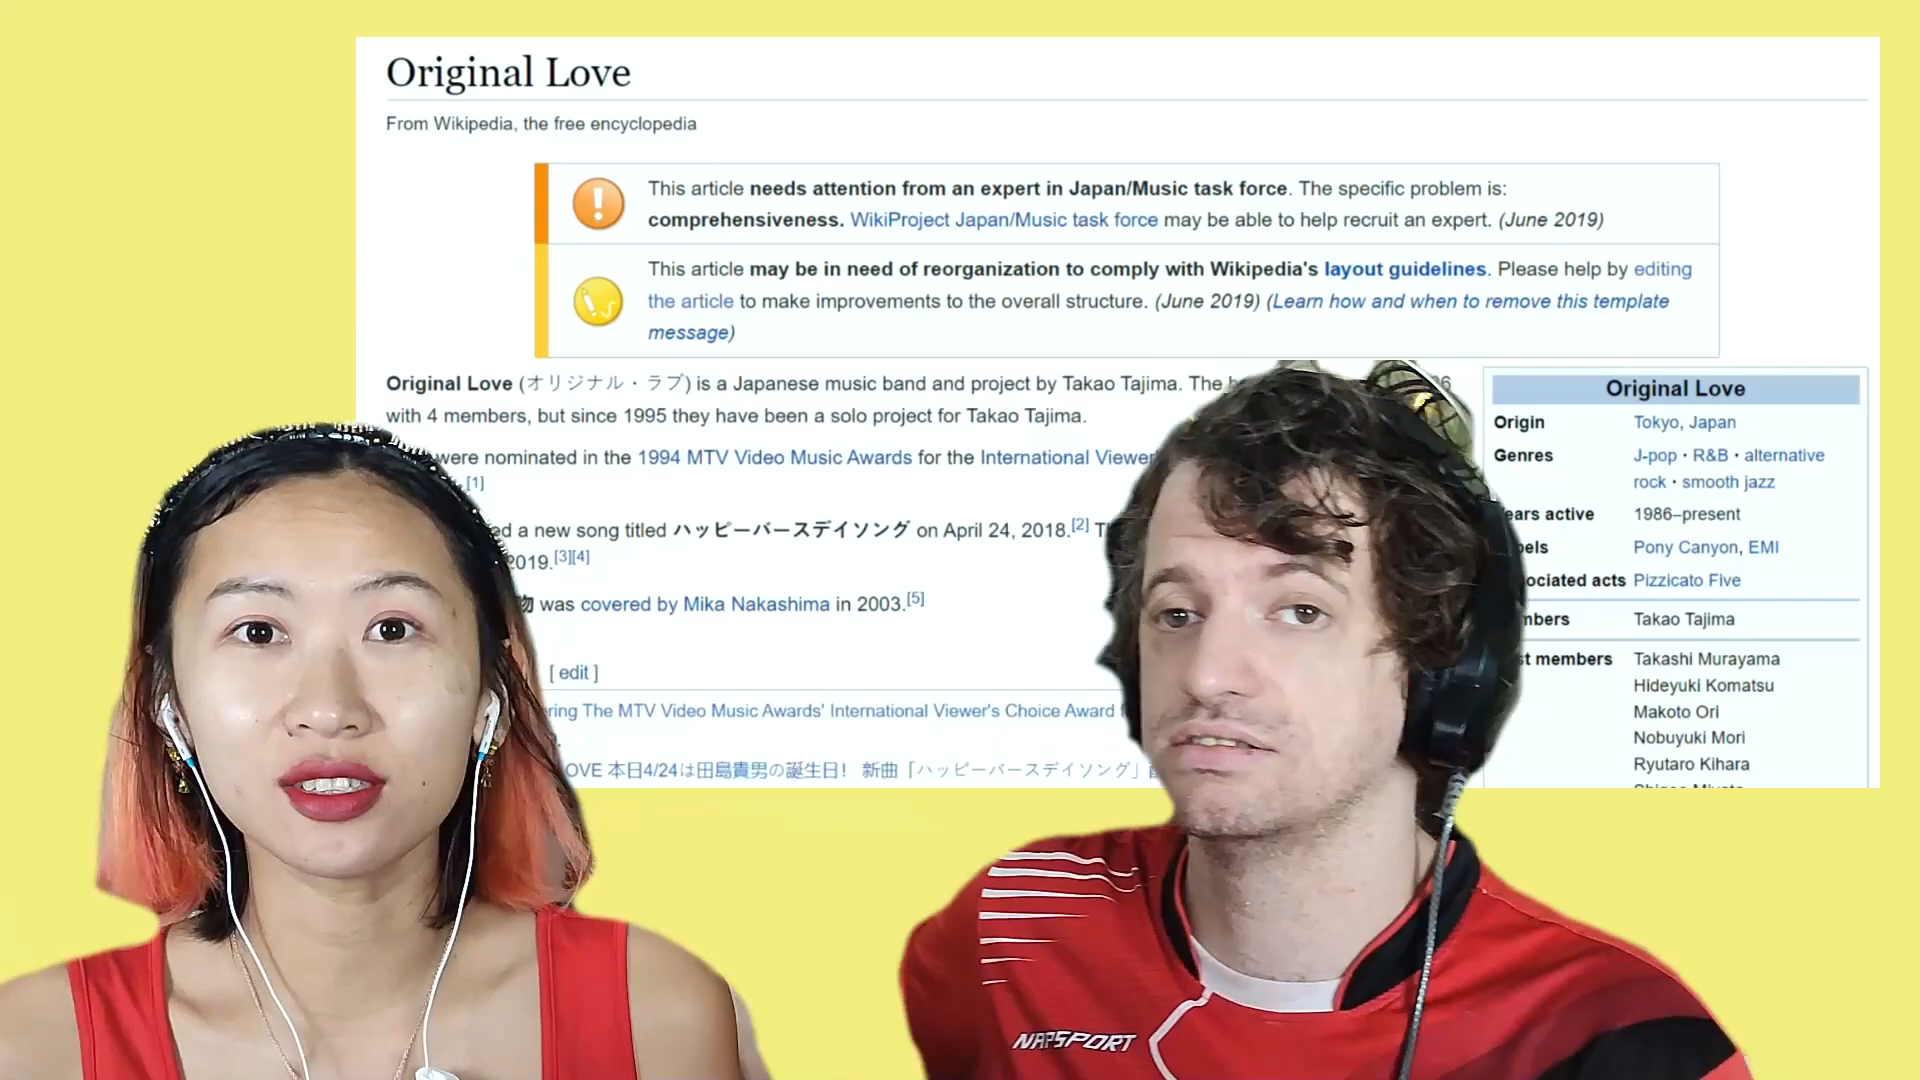 Original Love
From Wikipedia, the free encyclopedia
This article needs attention from an expert in Japan/Music task force. The specific problem is:
comprehensiveness. WikiProject Japan/Music task force may be able to help recruit an expert. (June 2019)
This article may be in need of reorganization to comply with Wikipedia's layout guidelines. Please help by editing
the article to make improvements to the overall structure. (June 2019) (Learn how and when to remove this template
message)
Original Love (オリジナル・ラブ) is a Japanese music band and project by Takao Tajima. The
with 4 members, but since 1995 they have been a solo project for Takao Tajima.
were nominated in the 1994 MTV Video Music Awards for the International Viewer
[1]
a new song titled ハッピーバースデイソング on April 24, 2018.[2]
2019.[3][4]
物 was covered by Mika Nakashima in 2003.[5]
[ edit ]
The MTV Video Music Awards' International Viewer's Choice Award
OVE 本日4/24は田島貴男の誕生日! 新曲「ハッピーバースデイソング」
Original Love
Origin Tokyo, Japan
Genres J-pop · R&B · alternative
rock · smooth jazz
active 1986–present
Pony Canyon, EMI
acts Pizzicato Five
Takao Tajima
members Takashi Murayama
Hideyuki Komatsu
Makoto Ori
Nobuyuki Mori
Ryutaro Kihara
NAPSPORT